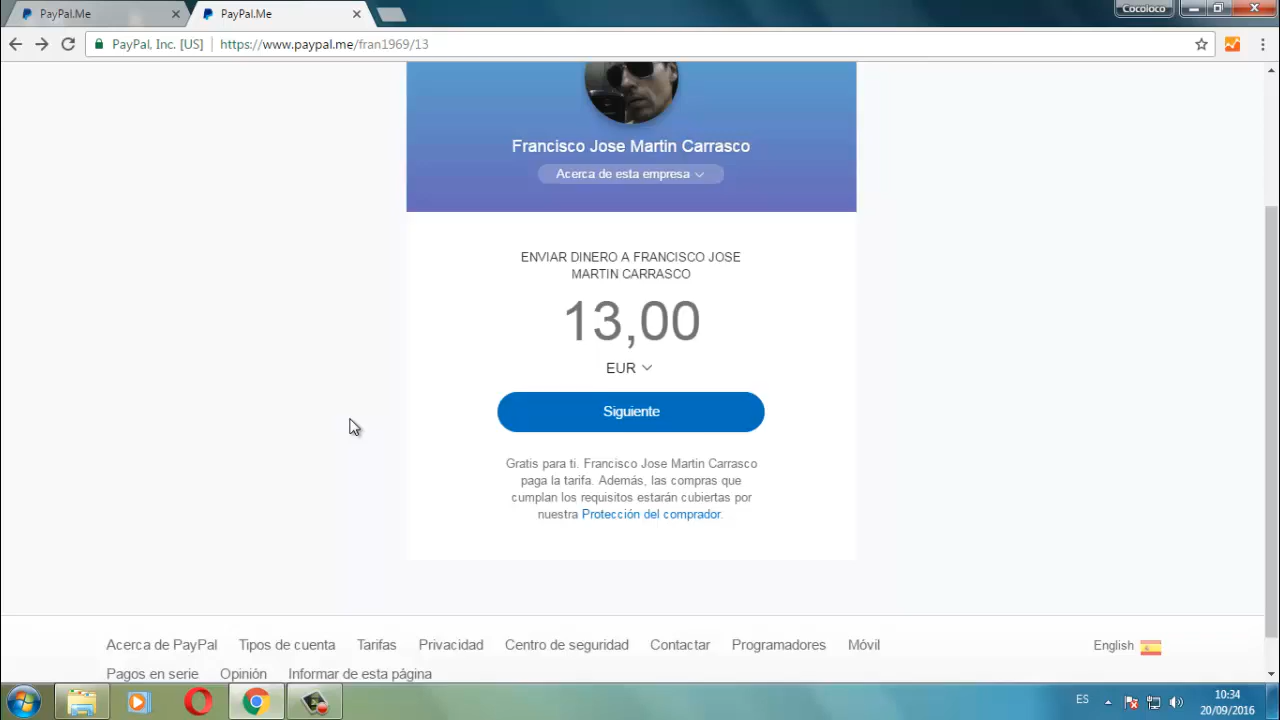 PayPal.Me
PayPal.Me
Cocoloco
PayPal, Inc. [US]
https://www.paypal.me/fran1969/13
Francisco Jose Martin Carrasco
Acerca de esta empresa
ENVIAR DINERO A FRANCISCO JOSE
MARTIN CARRASCO
13,00
EUR
Siguiente
Gratis para ti. Francisco Jose Martin Carrasco
paga la tarifa. Además, las compras que
cumplan los requisitos estarán cubiertas por
nuestra Protección del comprador.
Acerca de PayPal Tipos de cuenta Tarifas Privacidad Centro de seguridad Contactar Programadores Móvil English
Pagos en serie Opinión Informar de esta página
ES
10:34
20/09/2016